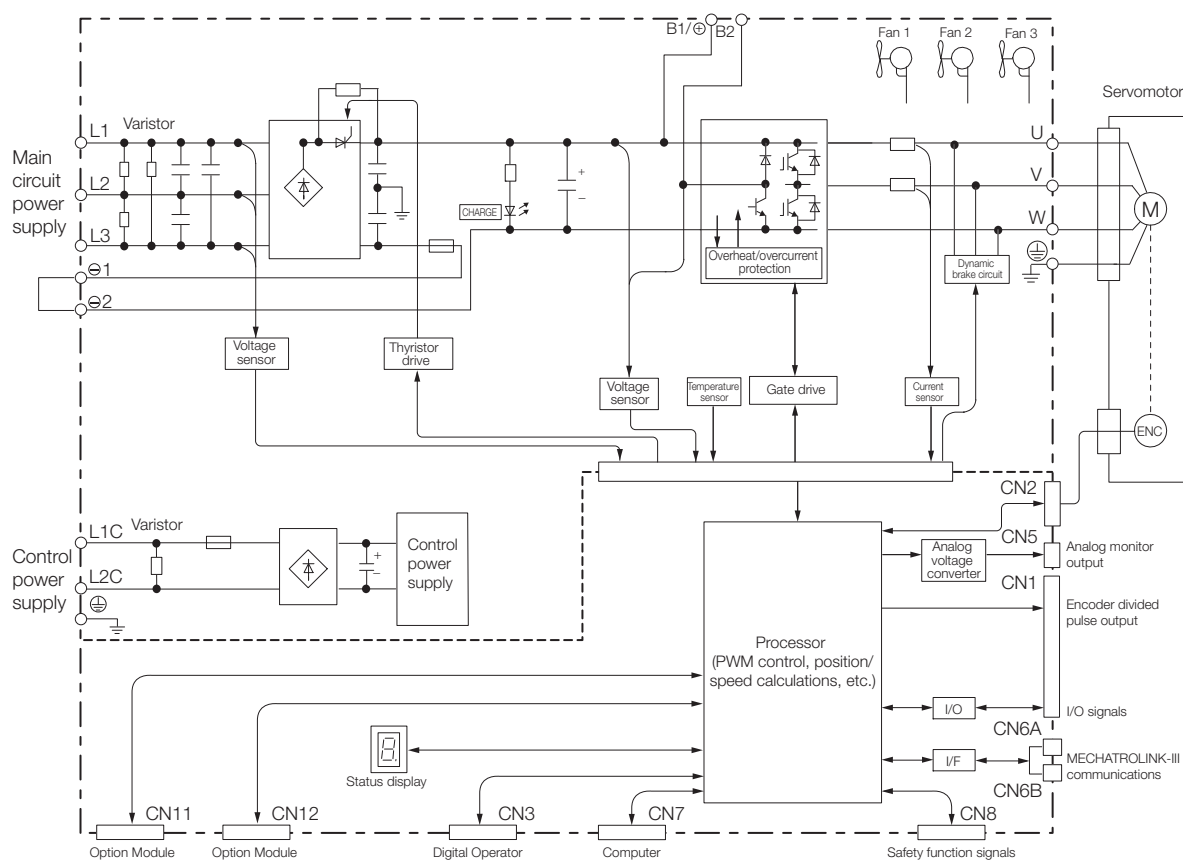 B1/⊕
B2
Fan 1
Fan 2
Fan 3
Servomotor
Main
circuit
power
supply
L1
Varistor
L2
L3
⊖1
⊖2
CHARGE
+
–
Overheat/overcurrent
protection
U
V
W
M
Dynamic
brake circuit
Voltage
sensor
Thyristor
drive
Voltage
sensor
Temperature
sensor
Gate drive
Current
sensor
ENC
Control
power
supply
L1C
Varistor
L2C
+
–
Control
power
supply
CN2
CN5
Analog
voltage
converter
Analog monitor
output
CN1
Encoder divided
pulse output
Processor
(PWM control, position/
speed calculations, etc.)
I/O
I/O signals
CN6A
I/F
MECHATROLINK-III
communications
CN6B
8.
Status display
CN11
CN12
CN3
CN7
CN8
Option Module
Option Module
Digital Operator
Computer
Safety function signals